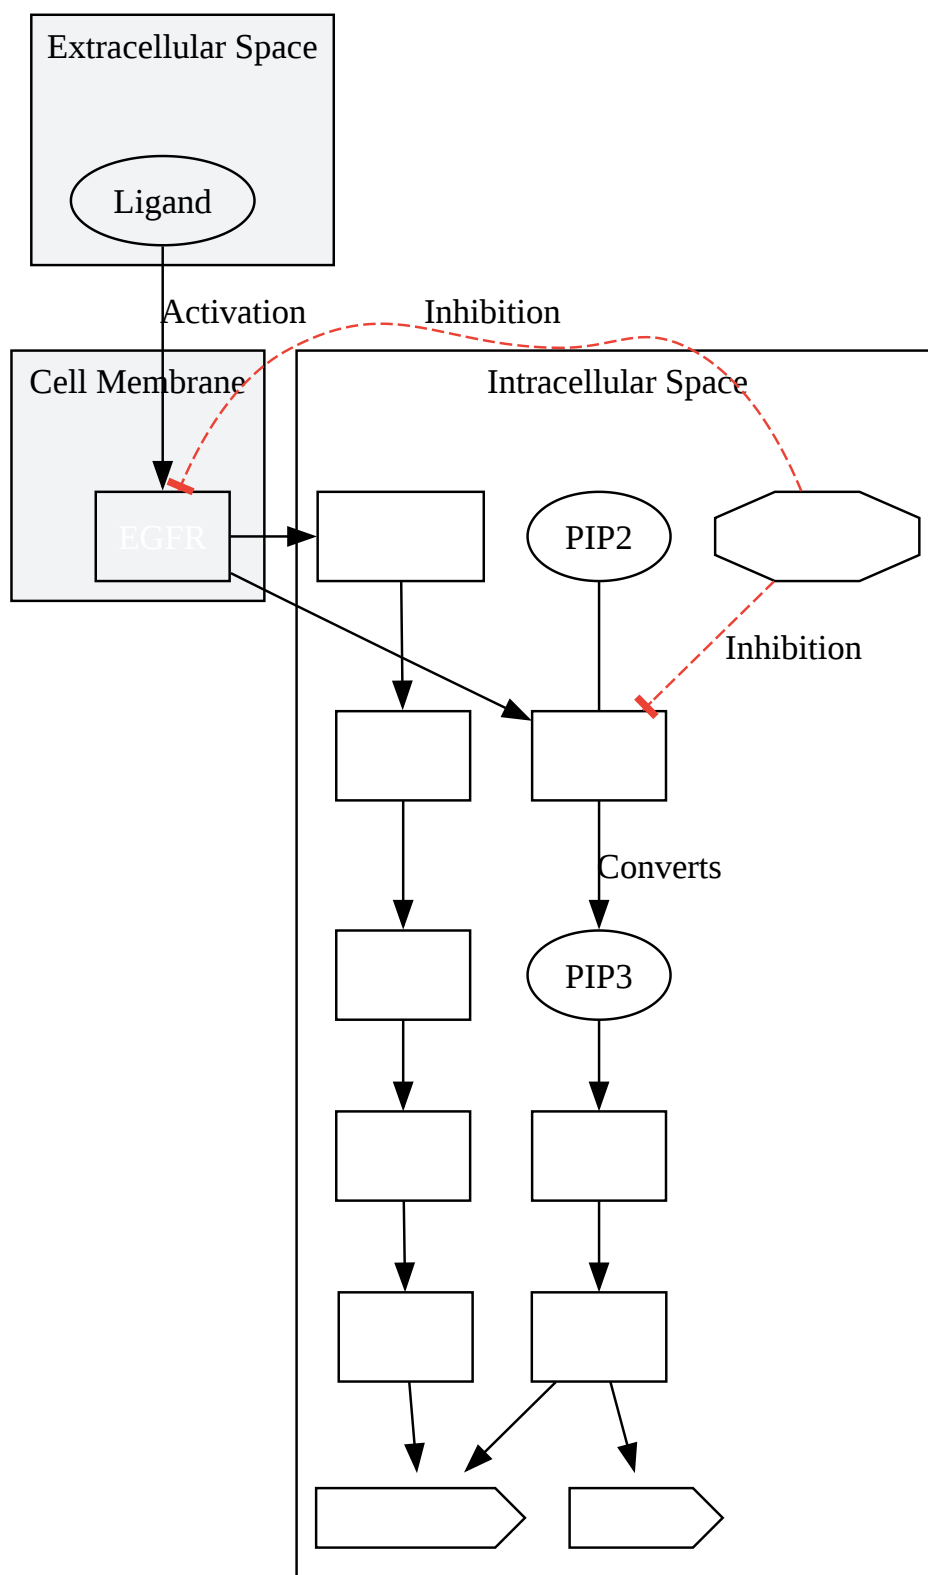 Extracellular Space
Ligand
Activation
Inhibition
Cell Membrane
Intracellular Space
EGFR
PIP2
Inhibition
Converts
PIP3